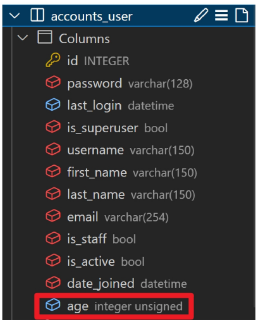 accounts_user
Columns
id INTEGER
password varchar(128)
last_login datetime
is_superuser bool
username varchar(150)
first_name varchar(150)
last_name varchar(150)
email varchar(254)
is_staff bool
is_active bool
date_joined datetime
age integer unsigned